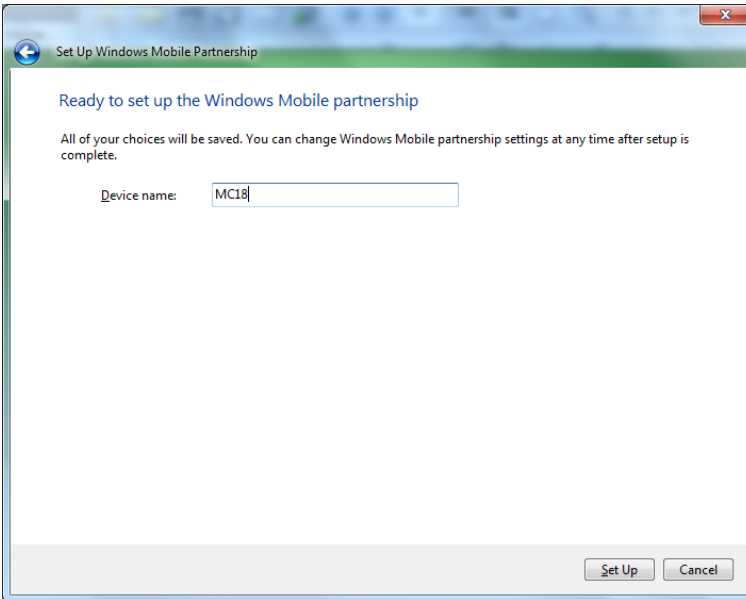 Set Up Windows Mobile Partnership
Ready to set up the Windows Mobile partnership
All of your choices will be saved. You can change Windows Mobile partnership settings at any time after setup is
complete.
Device name: MC18
Set Up Cancel